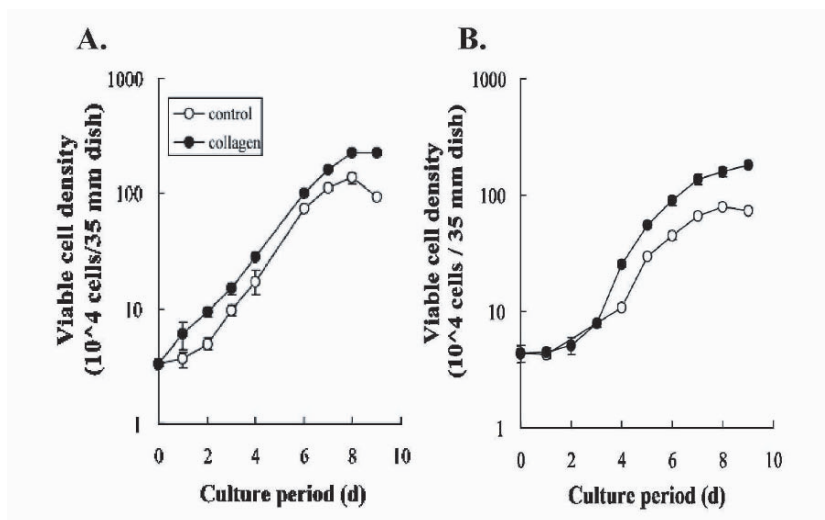 A.
B.
Viable cell density
(10^4 cells/35 mm dish)
1000
100
10
1
control
collagen
0 2 4 6 8 10
Culture period (d)
Viable cell density
(10^4 cells / 35 mm dish)
1000
100
10
1
0 2 4 6 8 10
Culture period (d)